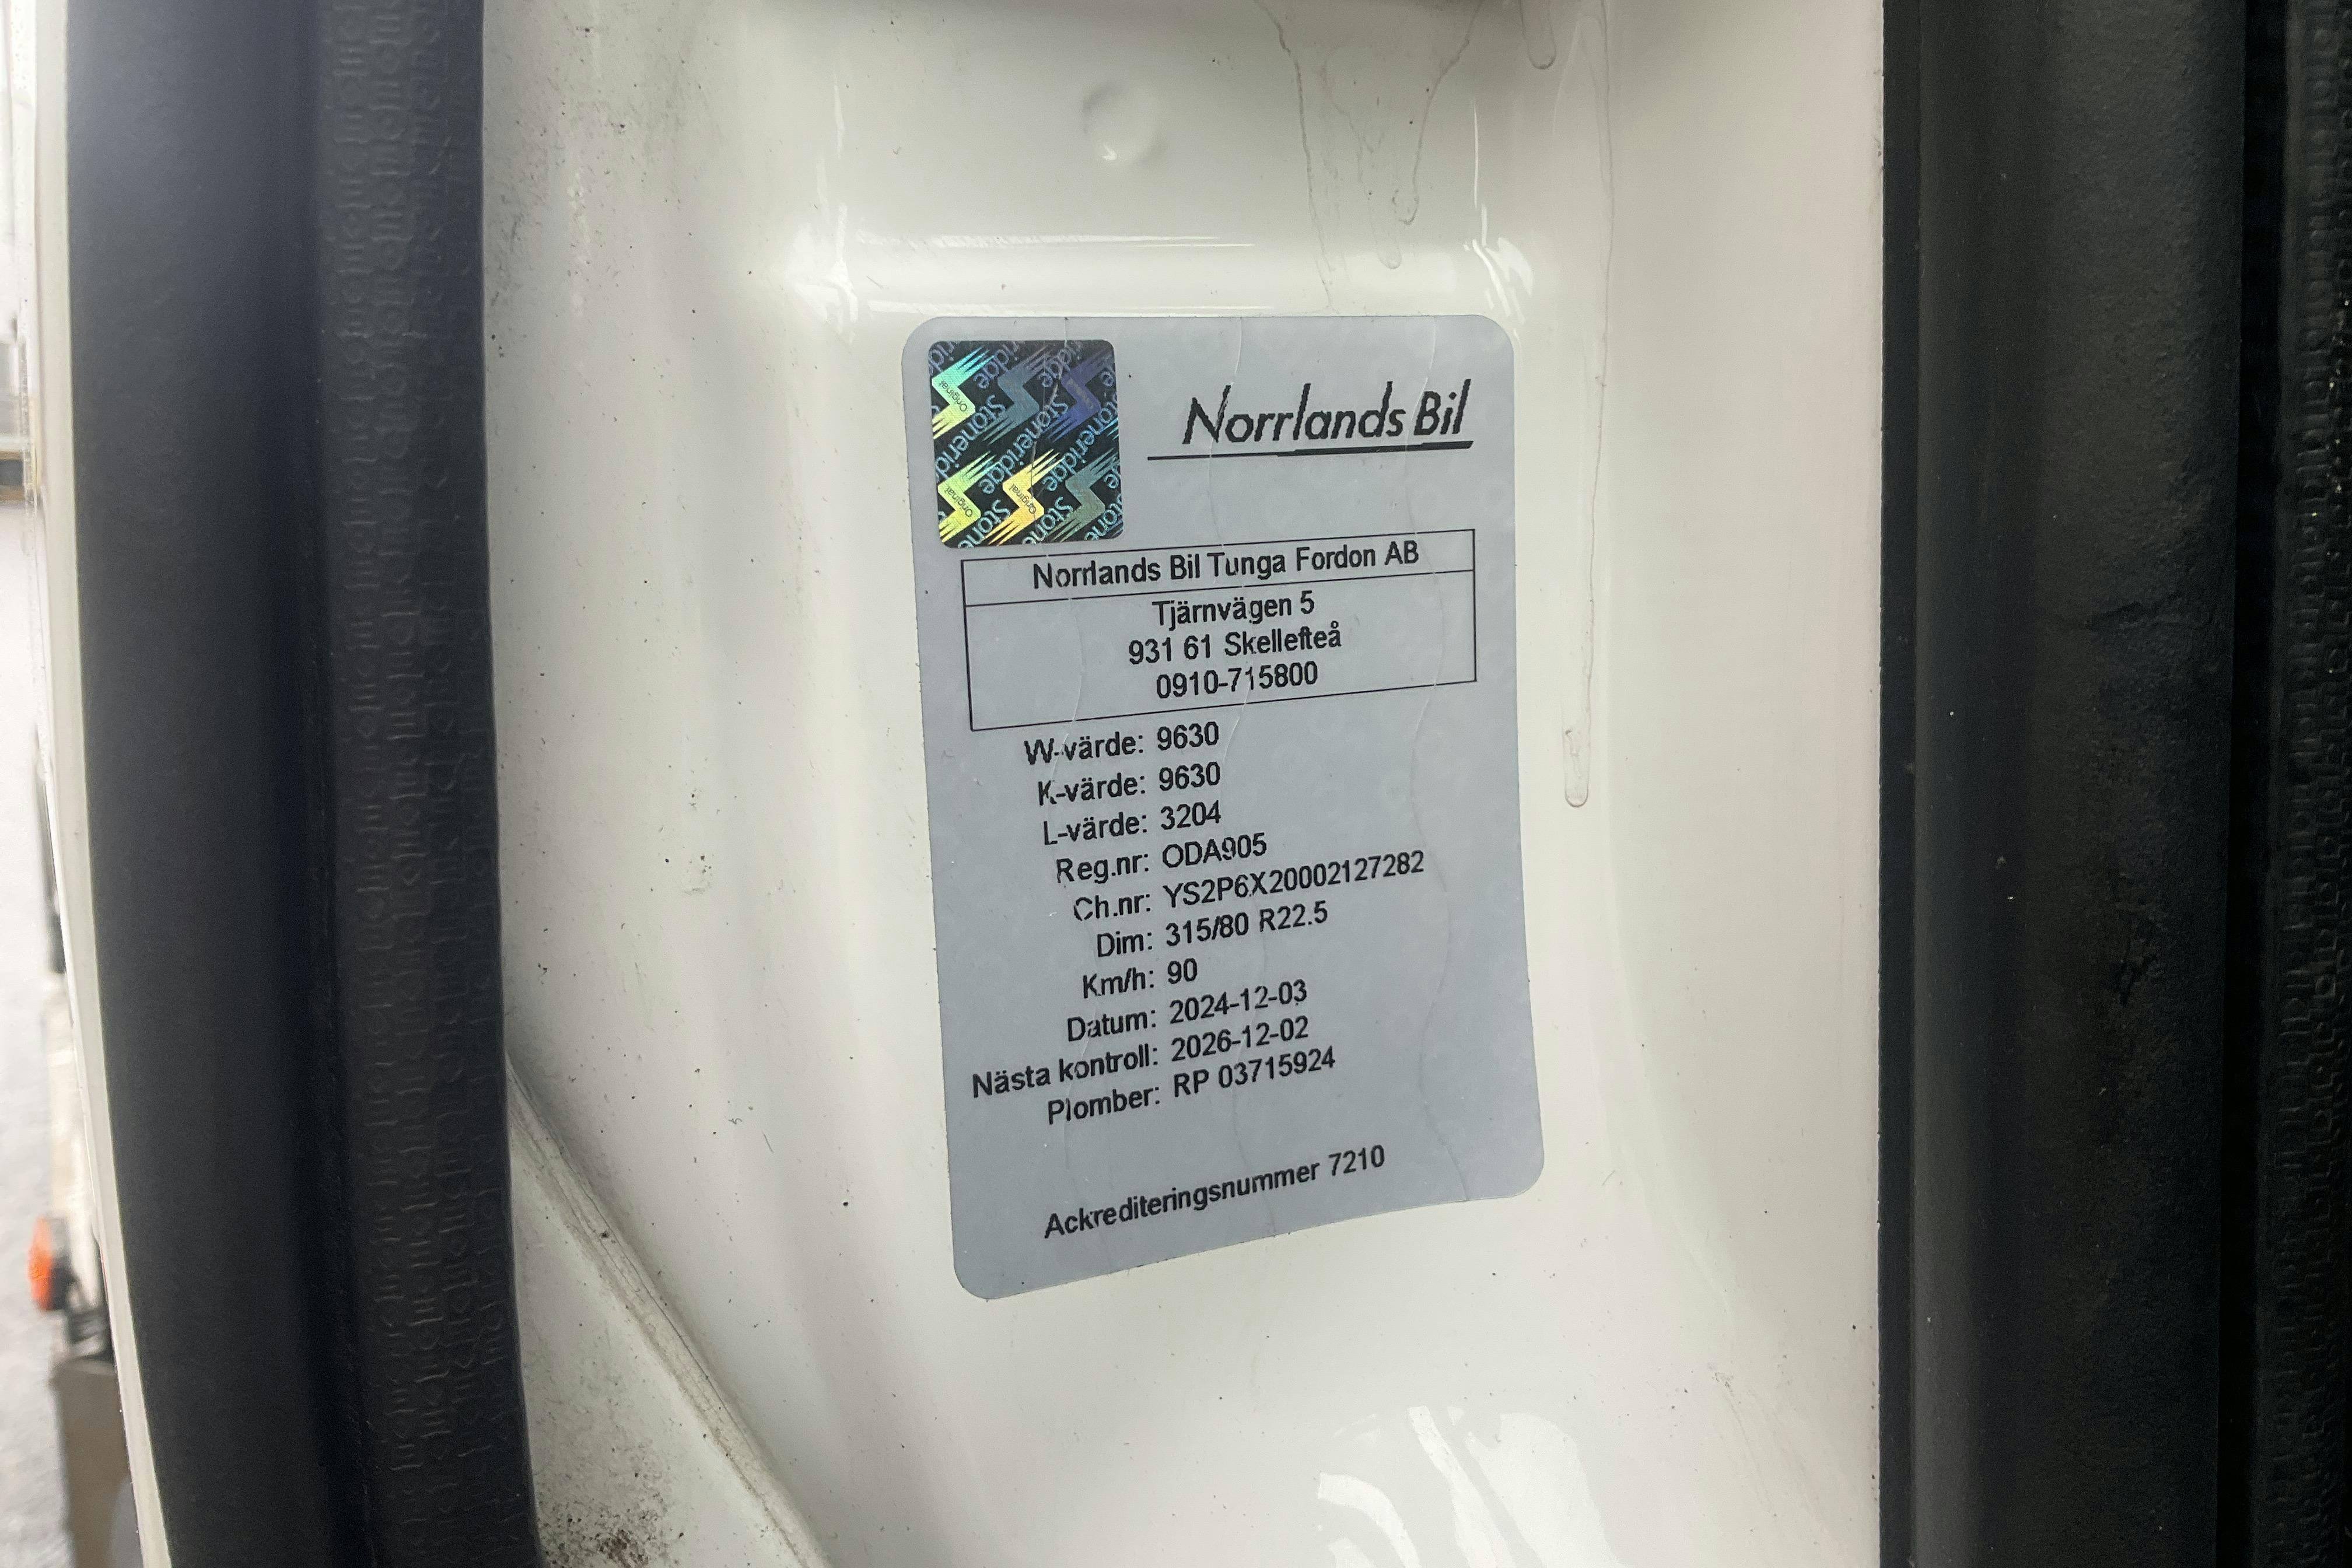 Norrlands Bil
Stoneridge
Original
Norrlands Bil Tunga Fordon AB
Tjärnvägen 5
931 61 Skellefteå
0910-715800
W-värde: 9630
K-värde: 9630
L-värde: 3204
Reg.nr: ODA905
Ch.nr: YS2P6X20002127282
Dim: 315/80 R22.5
Km/h: 90
Datum: 2024-12-03
Nästa kontroll: 2026-12-02
Plomber: RP 03715924
Ackrediteringsnummer 7210